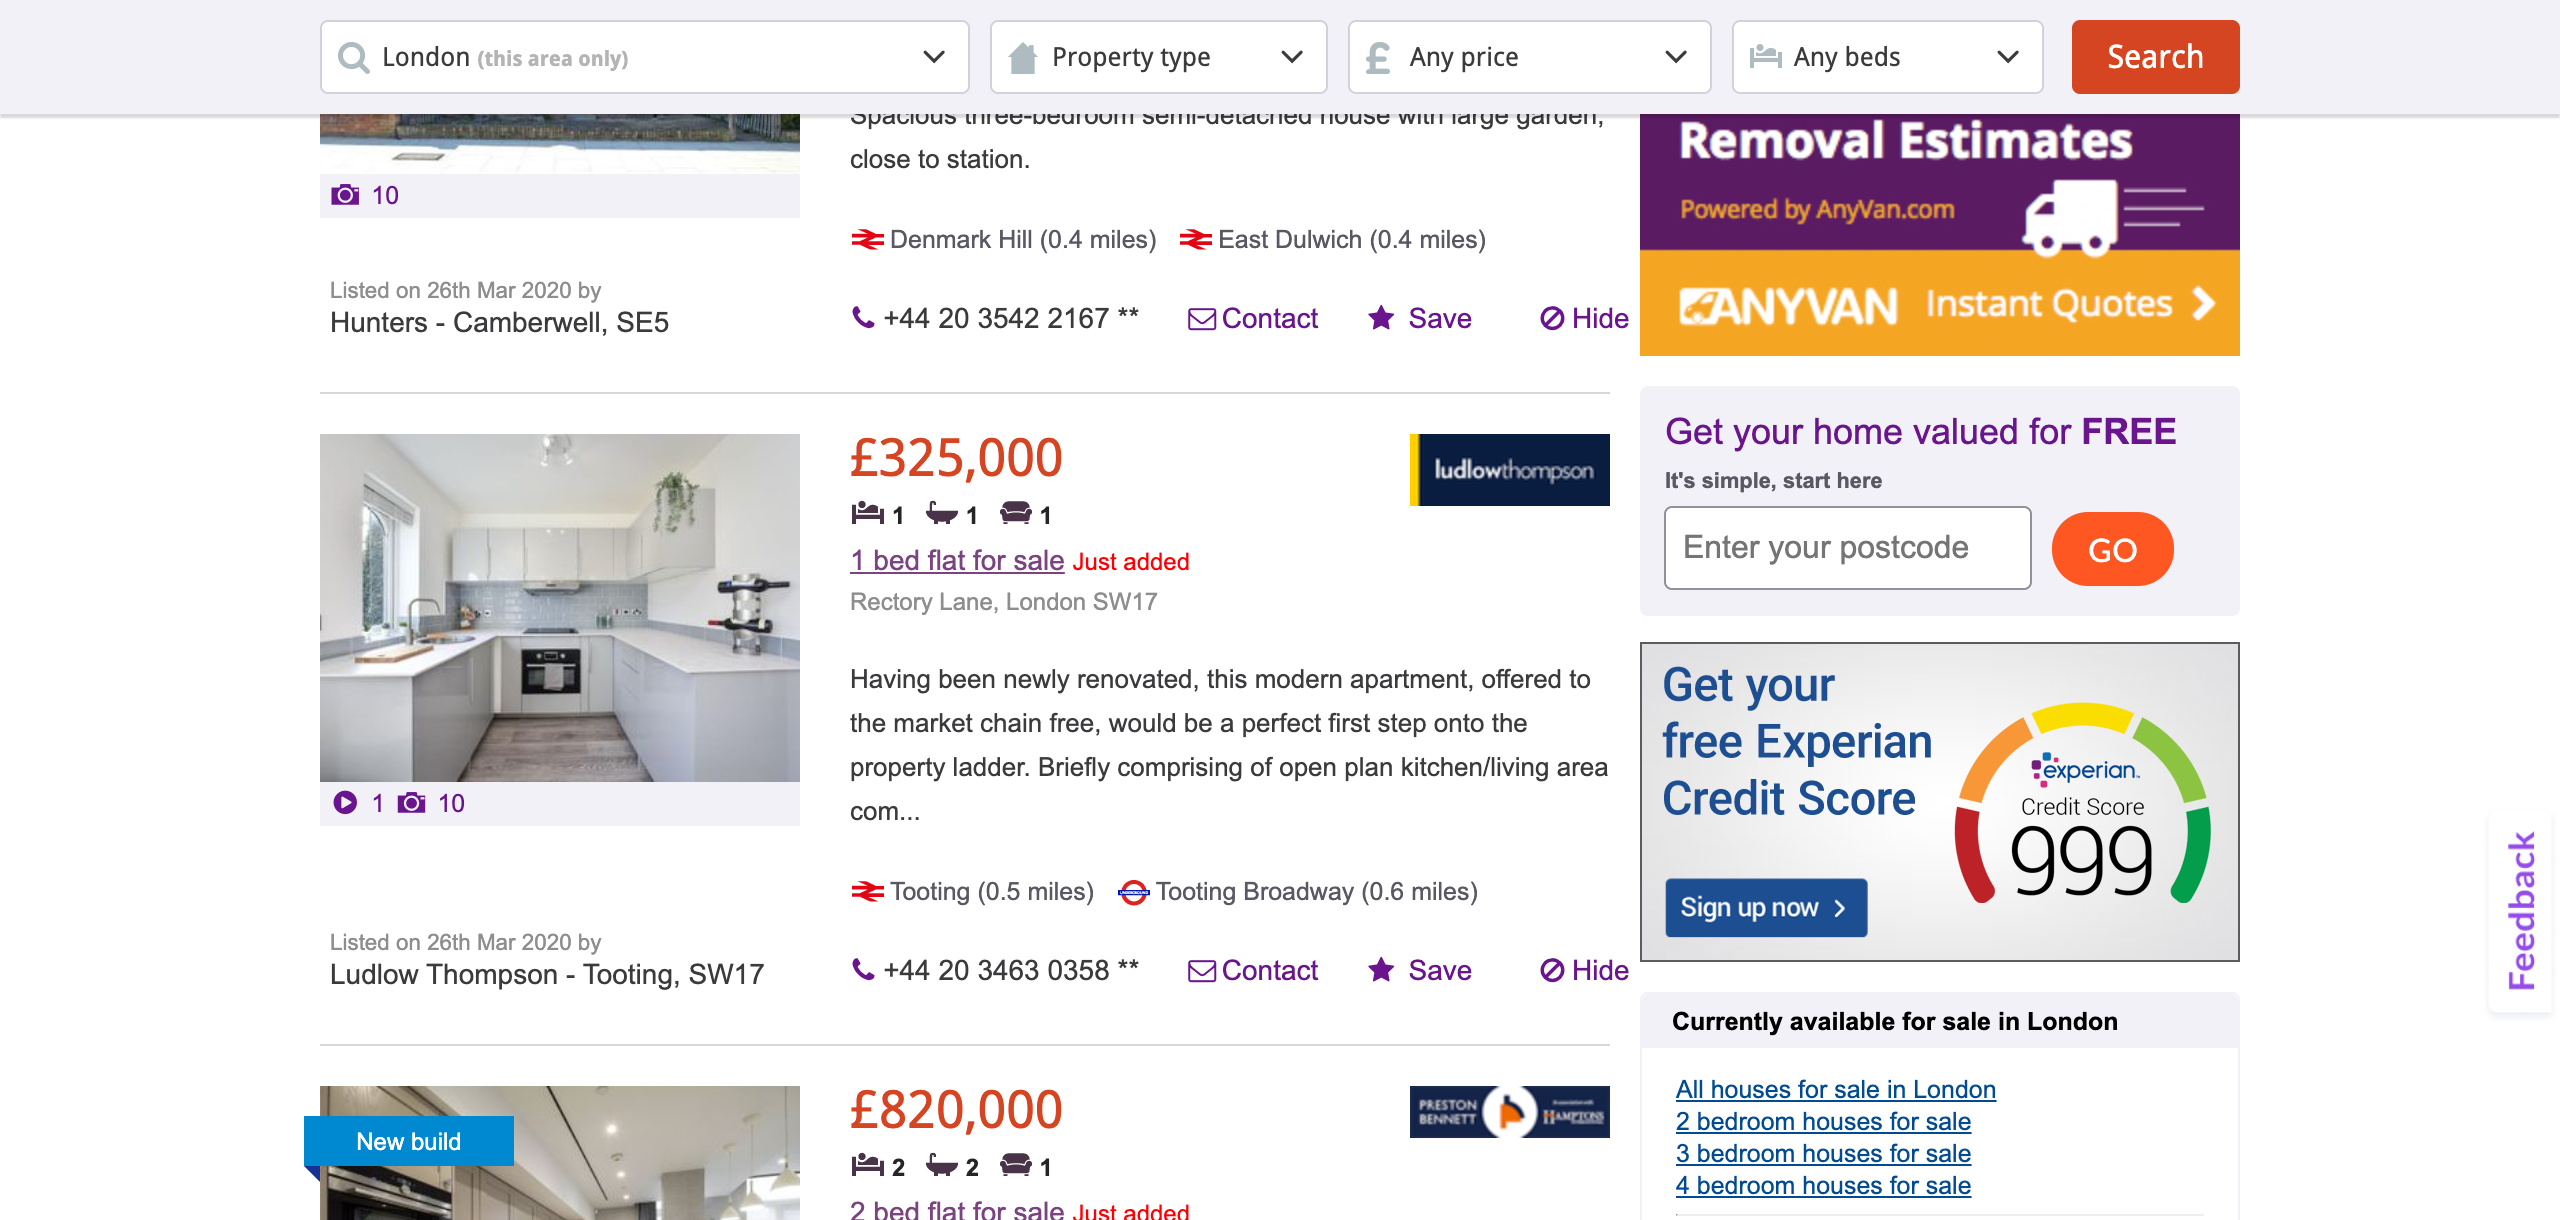 London (this area only)
Property type
Any price
Any beds
Search
Spacious three-bedroom semi-detached house with large garden,
close to station.
10
Denmark Hill (0.4 miles) East Dulwich (0.4 miles)
Listed on 26th Mar 2020 by
Hunters - Camberwell, SE5
+44 20 3542 2167 ** Contact Save Hide
£325,000
ludlowthompson
1 1 1
1 bed flat for sale Just added
Rectory Lane, London SW17
Having been newly renovated, this modern apartment, offered to
the market chain free, would be a perfect first step onto the
property ladder. Briefly comprising of open plan kitchen/living area
com...
1 10
Tooting (0.5 miles) Tooting Broadway (0.6 miles)
Listed on 26th Mar 2020 by
Ludlow Thompson - Tooting, SW17
+44 20 3463 0358 ** Contact Save Hide
New build
£820,000
PRESTON
BENNETT
HAMPTONS
2 2 1
2 bed flat for sale Just added
Removal Estimates
Powered by AnyVan.com
ANYVAN Instant Quotes
Get your home valued for FREE
It's simple, start here
Enter your postcode
GO
Get your
free Experian
Credit Score
Sign up now
experian.
Credit Score
999
Currently available for sale in London
All houses for sale in London
2 bedroom houses for sale
3 bedroom houses for sale
4 bedroom houses for sale
Feedback